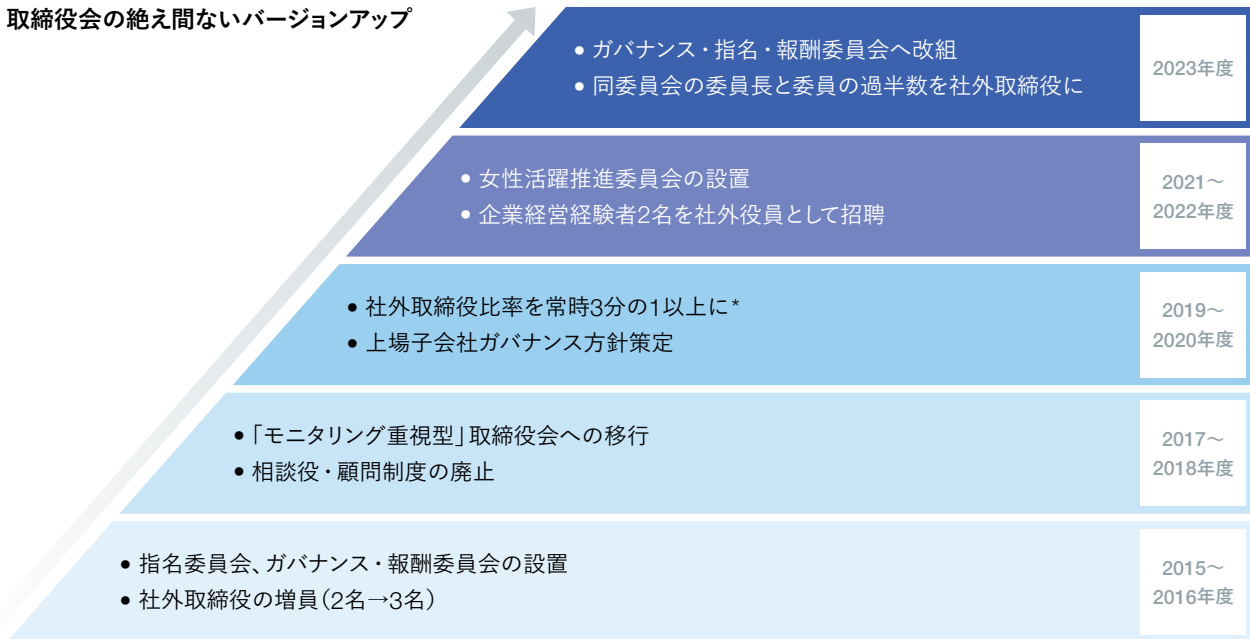 取締役会の絶え間ないバージョンアップ
● ガバナンス・指名・報酬委員会へ改組
● 同委員会の委員長と委員の過半数を社外取締役に
2023年度
● 女性活躍推進委員会の設置
● 企業経営経験者2名を社外役員として招聘
2021～
2022年度
● 社外取締役比率を常時3分の1以上に*
● 上場子会社ガバナンス方針策定
2019～
2020年度
●「モニタリング重視型」取締役会への移行
● 相談役・顧問制度の廃止
2017～
2018年度
● 指名委員会、ガバナンス・報酬委員会の設置
● 社外取締役の増員（2名→3名）
2015～
2016年度